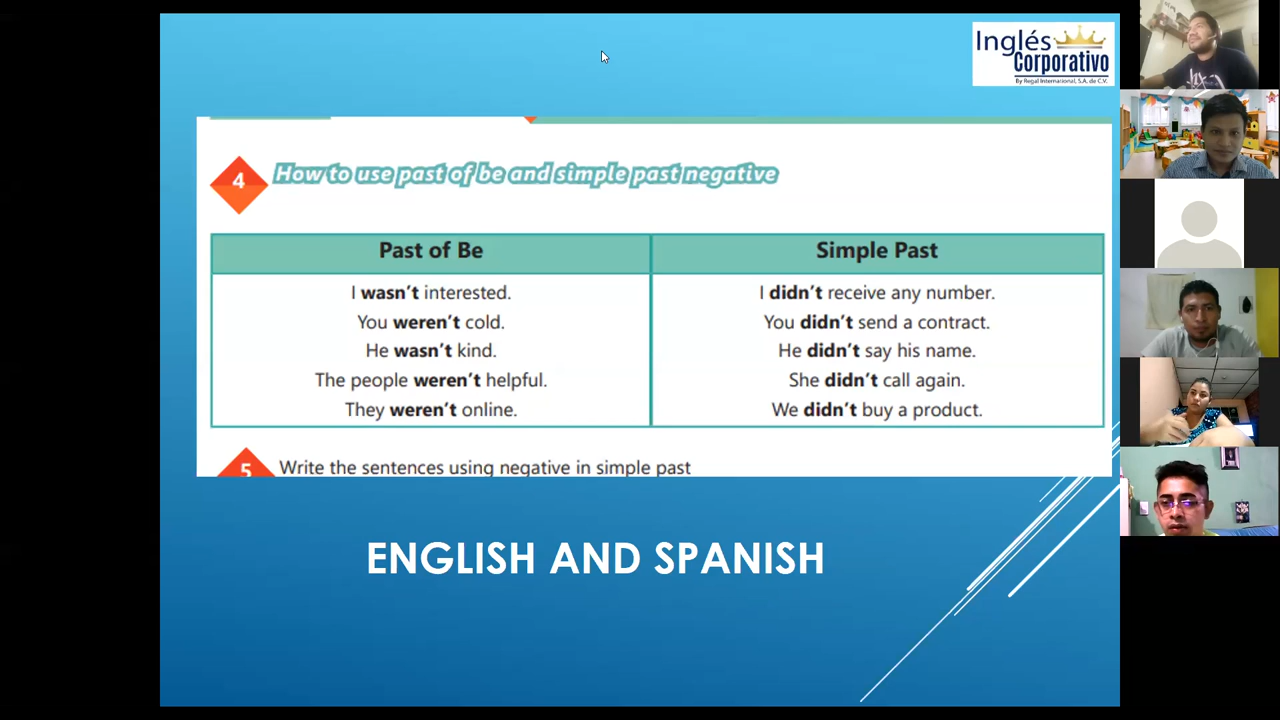 Inglés
Corporativo
By Regal International, S.A. de C.V.
4 How to use past of be and simple past negative
Past of Be
Simple Past
I wasn't interested.
I didn't receive any number.
You weren't cold.
You didn't send a contract.
He wasn't kind.
He didn't say his name.
The people weren't helpful.
She didn't call again.
They weren't online.
We didn't buy a product.
5 Write the sentences using negative in simple past
ENGLISH AND SPANISH